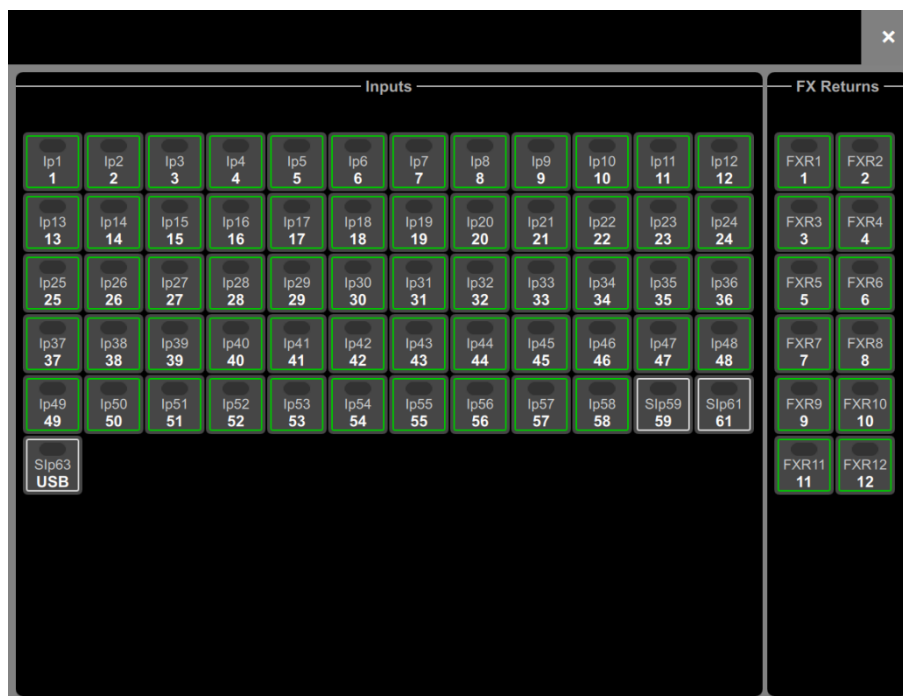 ×
Inputs
FX Returns
Ip1 Ip2 Ip3 Ip4 Ip5 Ip6 Ip7 Ip8 Ip9 Ip10 Ip11 Ip12 FXR1 FXR2
1 2 3 4 5 6 7 8 9 10 11 12 1 2
Ip13 Ip14 Ip15 Ip16 Ip17 Ip18 Ip19 Ip20 Ip21 Ip22 Ip23 Ip24 FXR3 FXR4
13 14 15 16 17 18 19 20 21 22 23 24 3 4
Ip25 Ip26 Ip27 Ip28 Ip29 Ip30 Ip31 Ip32 Ip33 Ip34 Ip35 Ip36 FXR5 FXR6
25 26 27 28 29 30 31 32 33 34 35 36 5 6
Ip37 Ip38 Ip39 Ip40 Ip41 Ip42 Ip43 Ip44 Ip45 Ip46 Ip47 Ip48 FXR7 FXR8
37 38 39 40 41 42 43 44 45 46 47 48 7 8
Ip49 Ip50 Ip51 Ip52 Ip53 Ip54 Ip55 Ip56 Ip57 Ip58 SIp59 SIp61 FXR9 FXR10
49 50 51 52 53 54 55 56 57 58 59 61 9 10
SIp63 FXR11 FXR12
USB 11 12